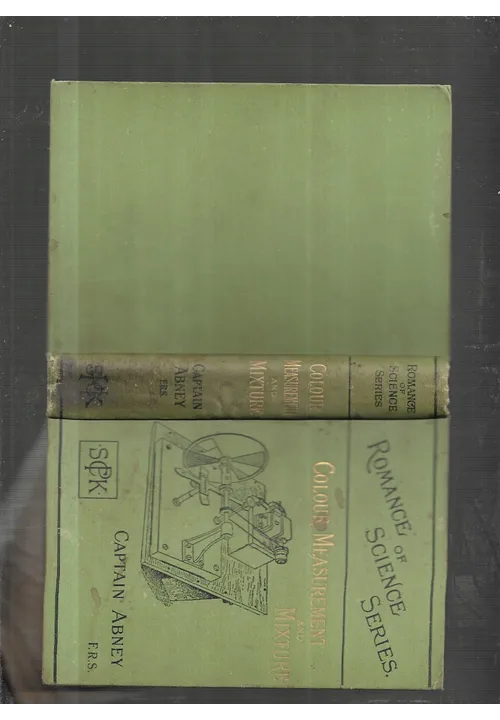 ROMANCE
OF
SCIENCE
SERIES
COLOUR
MEASUREMENT
AND
MIXTURE
CAPTAIN
ABNEY
F.R.S.
SPCK
ROMANCE OF
SCIENCE SERIES.
COLOUR MEASUREMENT
AND
MIXTURE
SPCK
CAPTAIN ABNEY
F.R.S.